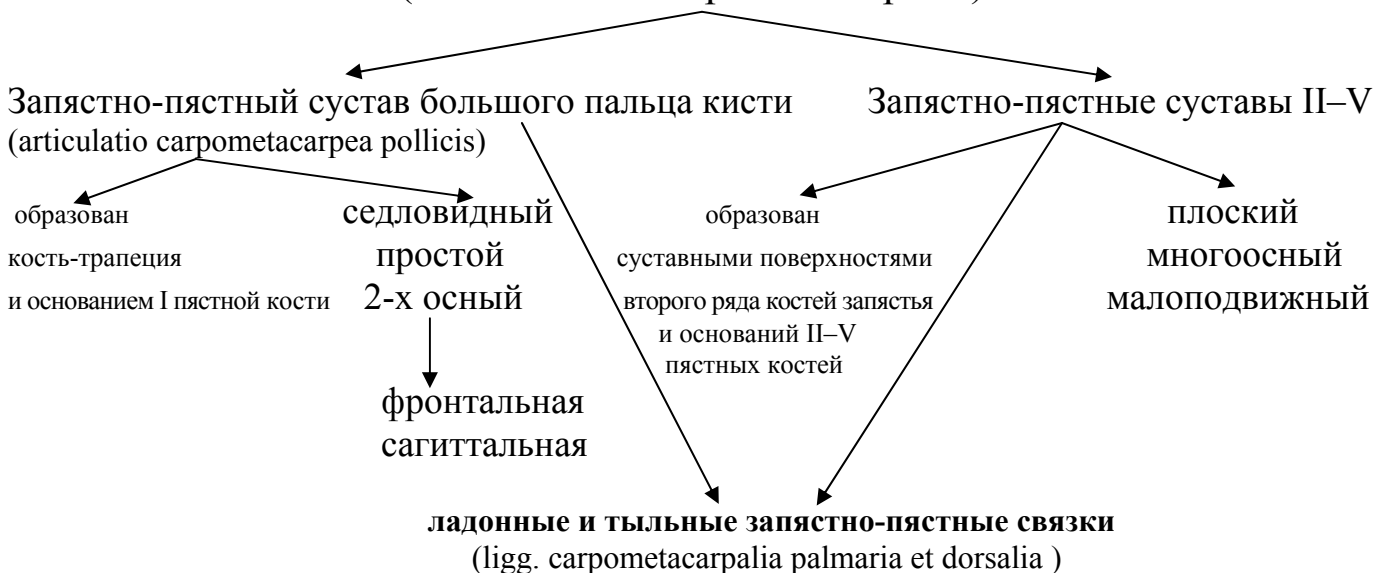 Запястно-пястный сустав большого пальца кисти
(articulatio carpometacarpea pollicis)
образован
кость-трапеция
и основанием I пястной кости
седловидный
простой
2-х осный
фронтальная
сагиттальная
Запястно-пястные суставы II–V
образован
суставными поверхностями
второго ряда костей запястья
и оснований II–V
пястных костей
плоский
многоосный
малоподвижный
ладонные и тыльные запястно-пястные связки
(ligg. carpometacarpalia palmaria et dorsalia )